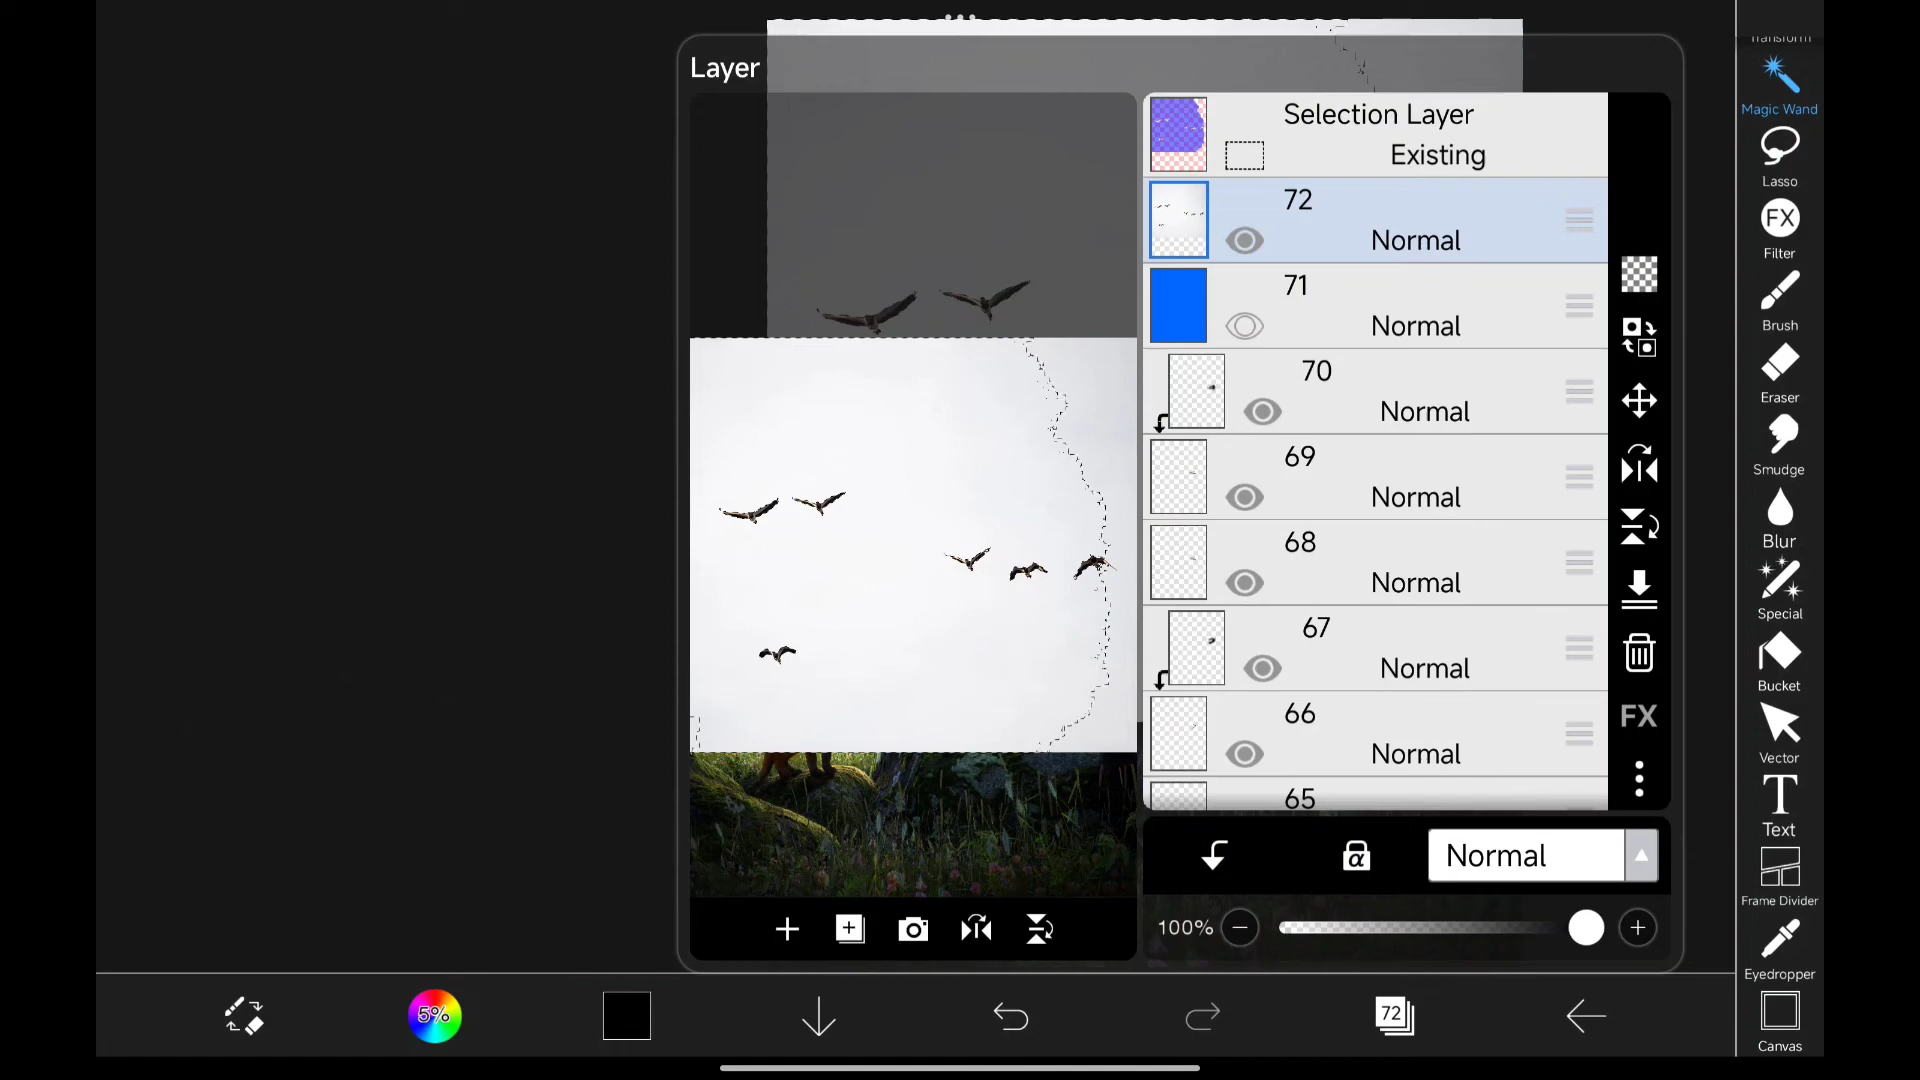 Transform
Layer
Magic Wand
Selection Layer
Existing
Lasso
72
Normal
FX
Filter
71
Normal
Brush
70
Normal
Eraser
69
Normal
Smudge
68
Normal
Blur
67
Normal
Special
66
Normal
FX
Bucket
65
Vector
T
Text
α
Normal
Frame Divider
100%
Eyedropper
5%
72
Canvas